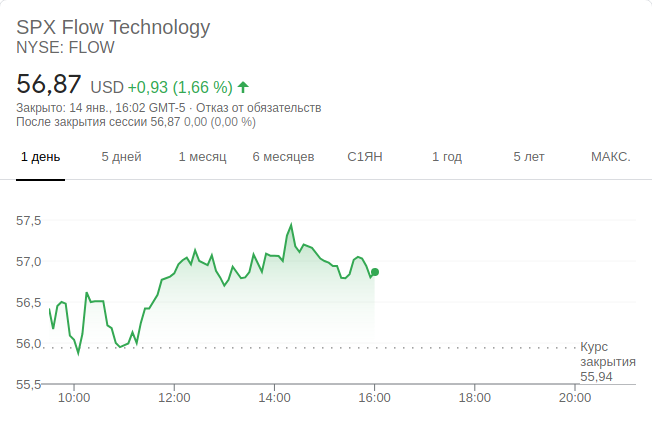 SPX Flow Technology
NYSE: FLOW
56,87 USD +0,93 (1,66 %)
Закрыто: 14 янв., 16:02 GMT-5 · Отказ от обязательств
После закрытия сессии 56,87 0,00 (0,00 %)
1 день 5 дней 1 месяц 6 месяцев С1ЯН 1 год 5 лет МАКС.
57,5
57,0
56,5
56,0
55,5
Курс
закрытия
55,94
10:00 12:00 14:00 16:00 18:00 20:00